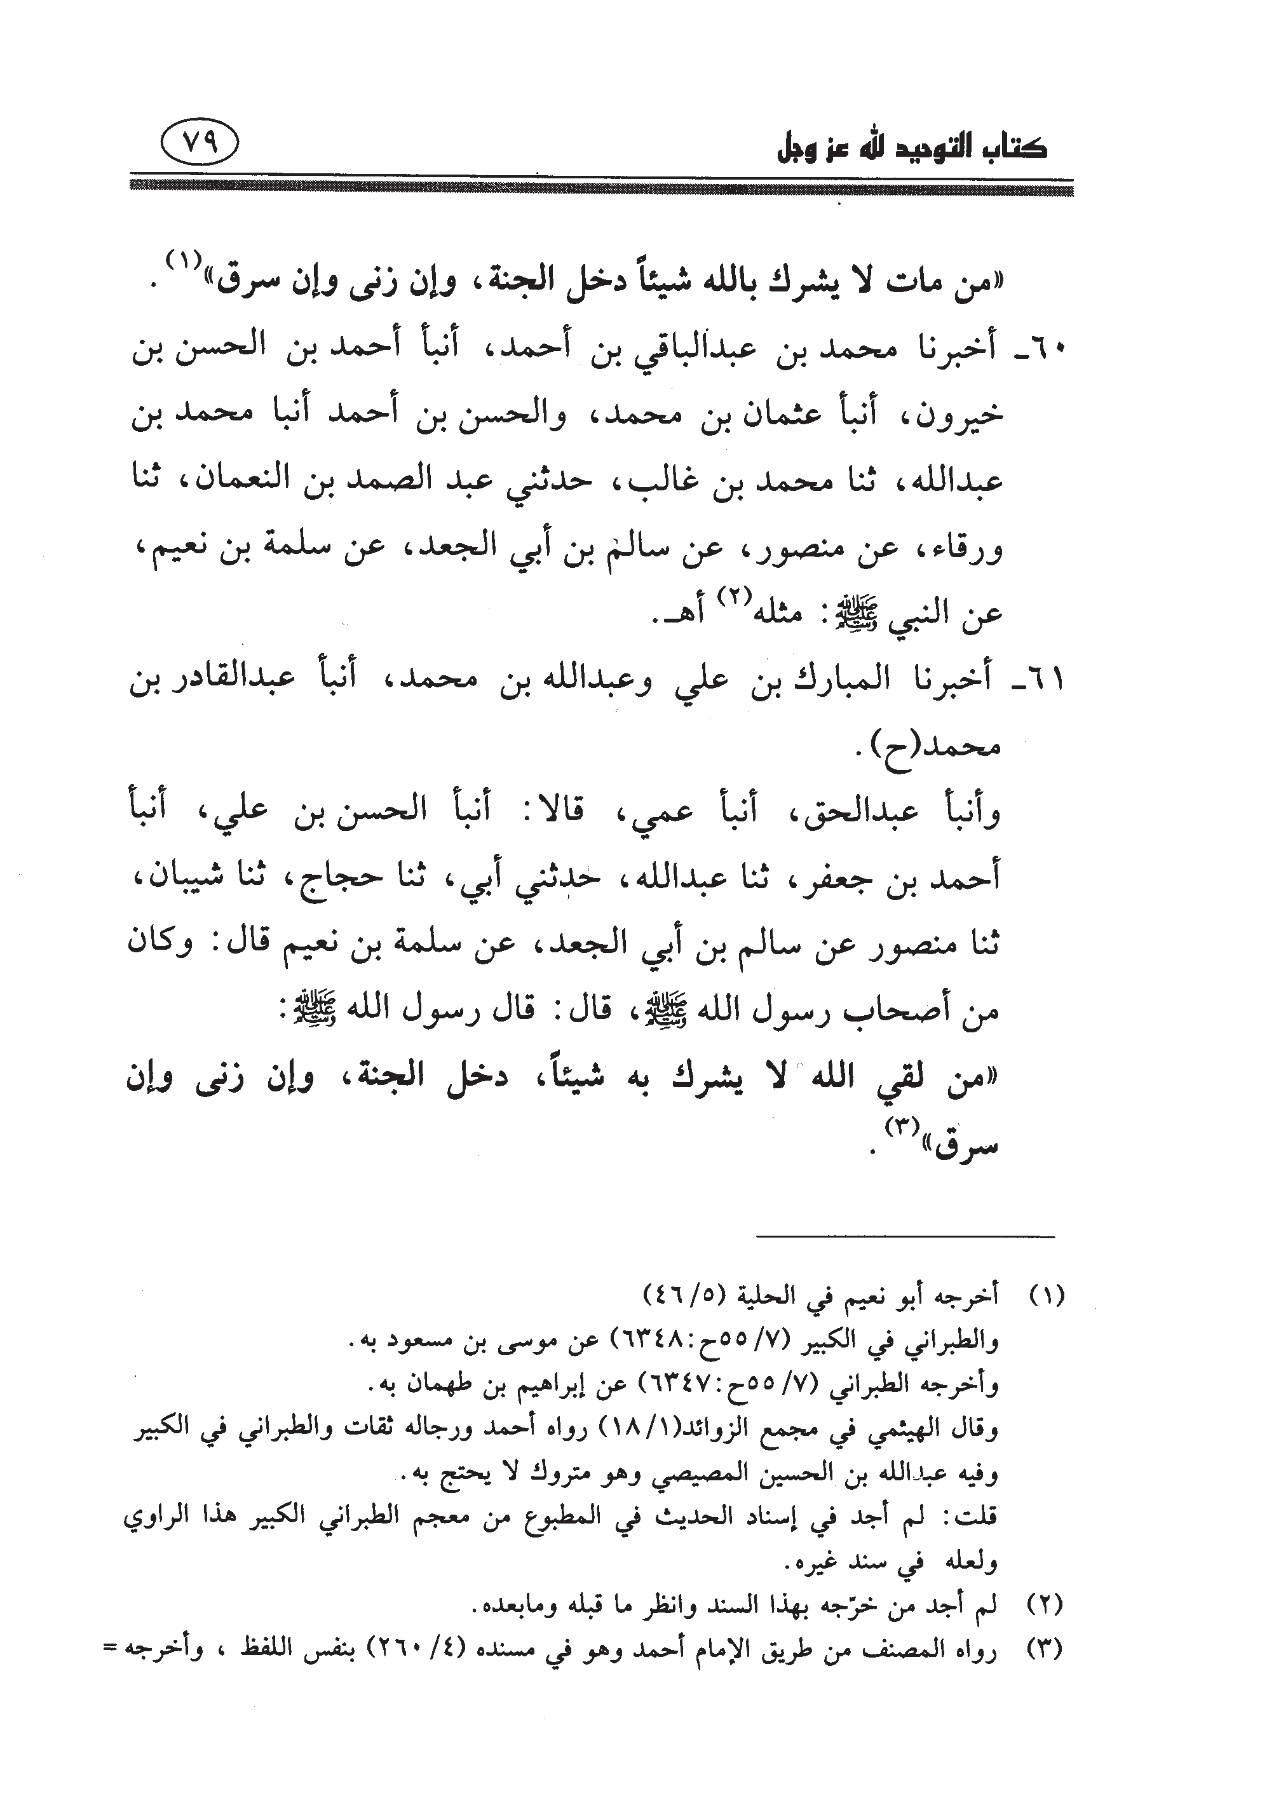 كتاب التوحيد لله عز وجل
٧٩
«من مات لا يشرك بالله شيئاً دخل الجنة، وإن زنى وإن سرق»(١).
٦٠ـ أخبرنا محمد بن عبدالباقي بن أحمد، أنبأ أحمد بن الحسن بن
خيرون، أنبأ عثمان بن محمد، والحسن بن أحمد أنبا محمد بن
عبدالله، ثنا محمد بن غالب، حدثني عبد الصمد بن النعمان، ثنا
ورقاء، عن منصور، عن سالم بن أبي الجعد، عن سلمة بن نعيم،
عن النبي ﷺ: مثله(٢) أهـ.
٦١ـ أخبرنا المبارك بن علي وعبدالله بن محمد، أنبأ عبدالقادر بن
محمد(ح).
وأنبأ عبدالحق، أنبأ عمي، قالا: أنبأ الحسن بن علي، أنبأ
أحمد بن جعفر، ثنا عبدالله، حدثني أبي، ثنا حجاج، ثنا شيبان،
ثنا منصور عن سالم بن أبي الجعد، عن سلمة بن نعيم قال: وكان
من أصحاب رسول الله ﷺ، قال: قال رسول الله ﷺ:
«من لقي الله لا يشرك به شيئاً، دخل الجنة، وإن زنى وإن
سرق»(٣).
(١) أخرجه أبو نعيم في الحلية (٥/ ٤٦)
والطبراني في الكبير (٧/ ٥٥ح:٦٣٤٨) عن موسى بن مسعود به.
وأخرجه الطبراني (٧/ ٥٥ح:٦٣٤٧) عن إبراهيم بن طهمان به.
وقال الهيثمي في مجمع الزوائد(١/ ١٨) رواه أحمد ورجاله ثقات والطبراني في الكبير
وفيه عبدالله بن الحسين المصيصي وهو متروك لا يحتج به.
قلت: لم أجد في إسناد الحديث في المطبوع من معجم الطبراني الكبير هذا الراوي
ولعله في سند غيره.
(٢) لم أجد من خرّجه بهذا السند وانظر ما قبله ومابعده.
(٣) رواه المصنف من طريق الإمام أحمد وهو في مسنده (٤/ ٢٦٠) بنفس اللفظ ، وأخرجه =